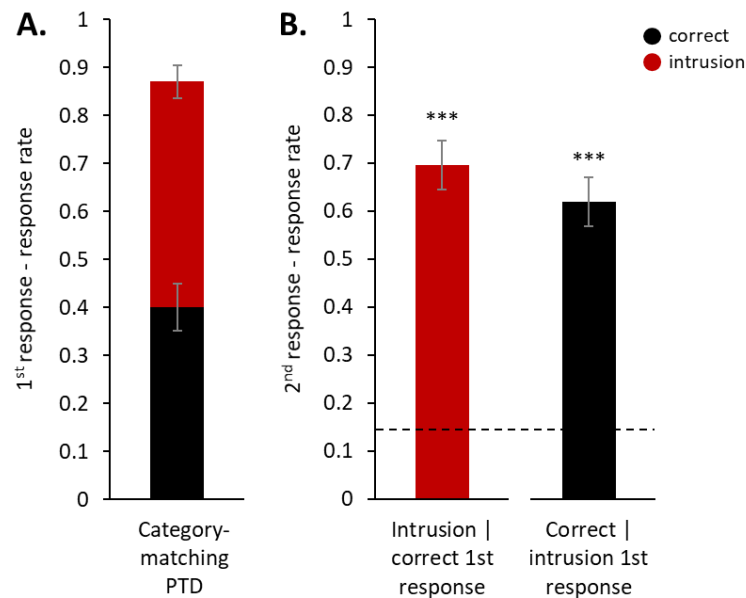 A.
1st response - response rate
1
0.9
0.8
0.7
0.6
0.5
0.4
0.3
0.2
0.1
0
Category-
matching
PTD
B.
2nd response - response rate
1
0.9
0.8
0.7
0.6
0.5
0.4
0.3
0.2
0.1
0
***
***
Intrusion |
correct 1st
response
Correct |
intrusion 1st
response
correct
intrusion